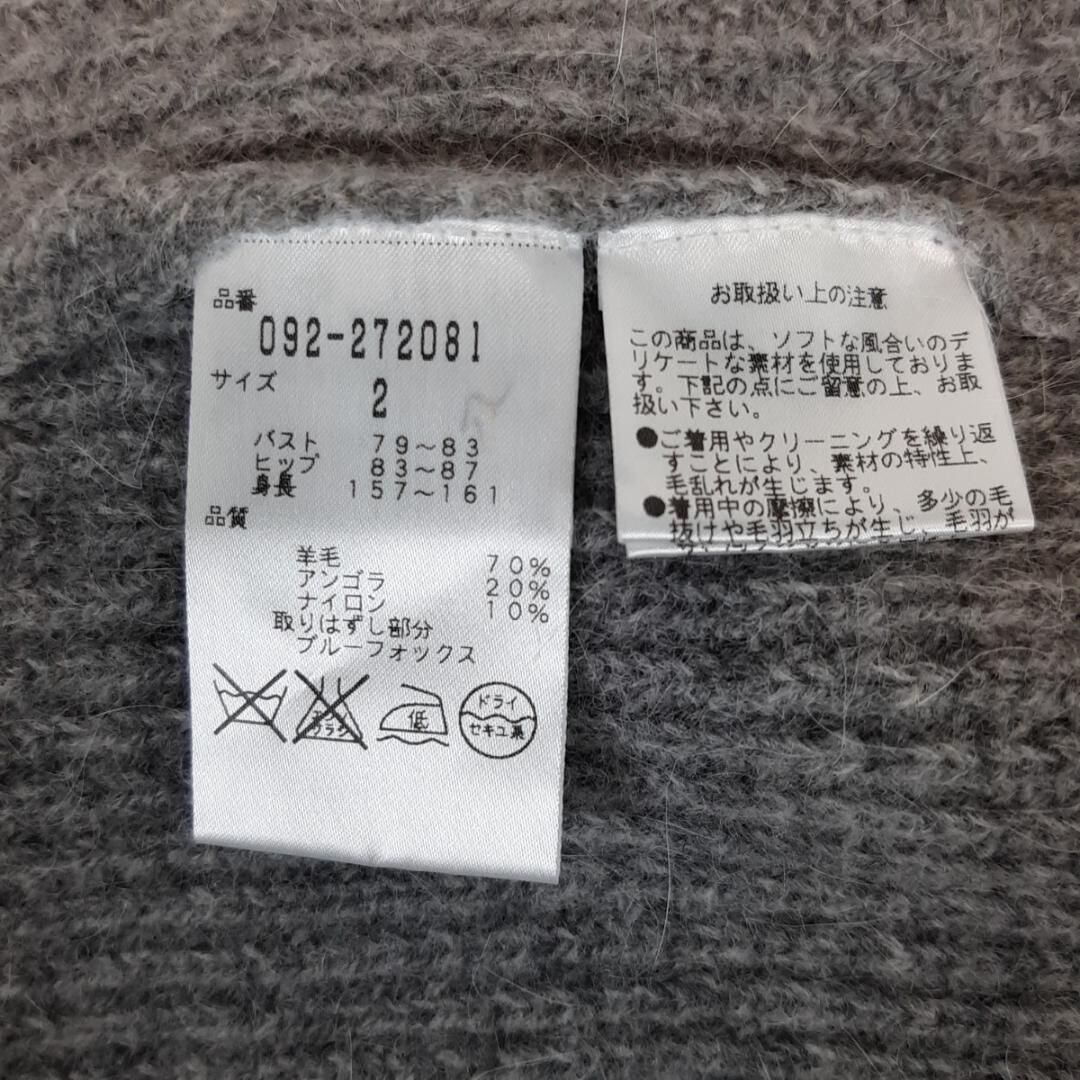 品番
092-272081
サイズ
2
バスト 79～83
ヒップ 83～87
身長 157～161
品質
羊毛 70%
アンゴラ 20%
ナイロン 10%
取りはずし部分
ブルーフォックス
エンソ
サラシ
低
ドライ
セキユ系
お取扱い上の注意
この商品は、ソフトな風合いのデ
リケートな素材を使用しておりま
す。下記の点にご留意の上、お取
扱い下さい。
●ご着用やクリーニングを繰り返
すことにより、素材の特性上、
毛乱れが生じます。
●着用中の摩擦により、多少の毛
抜けや毛羽立ちが生じ、毛羽が